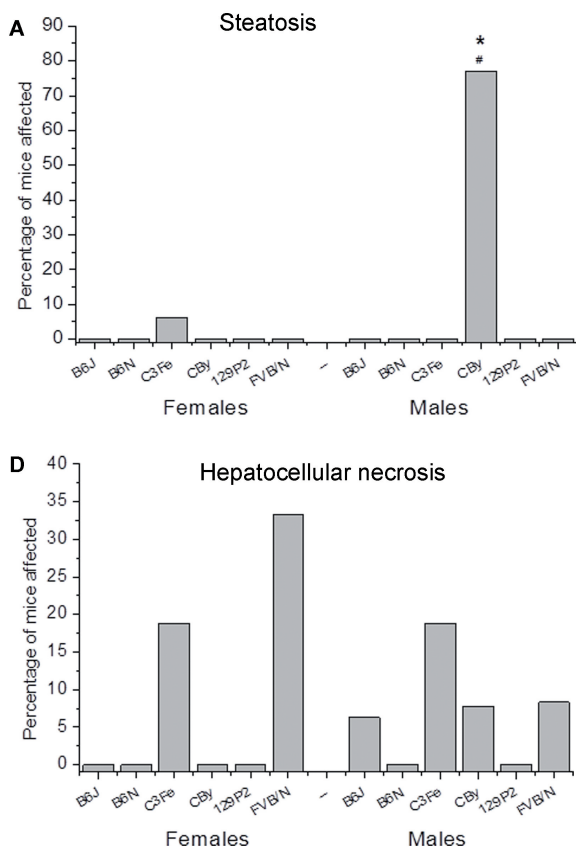 A
Steatosis
*
#
Percentage of mice affected
90
80
70
60
50
40
30
20
10
0
B6J B6N C3Fe CBy 129P2 FVB/N -- B6J B6N C3Fe CBy 129P2 FVB/N
Females Males
D
Hepatocellular necrosis
Percentage of mice affected
40
35
30
25
20
15
10
5
0
B6J B6N C3Fe CBy 129P2 FVB/N -- B6J B6N C3Fe CBy 129P2 FVB/N
Females Males